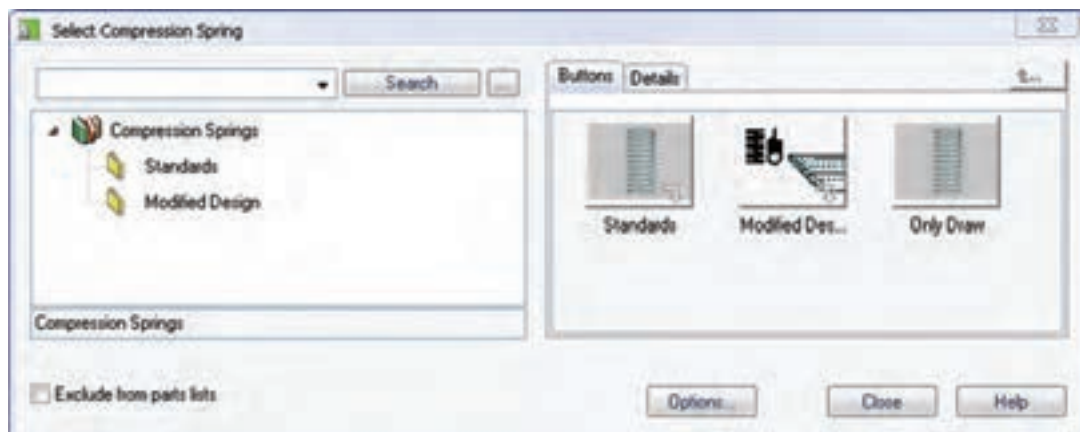 Select Compression Spring
Search
...
Compression Springs
Standards
Modified Design
Compression Springs
Exclude from parts lists
Buttons Details
Standards
Modified Des...
Only Draw
Options...
Close
Help